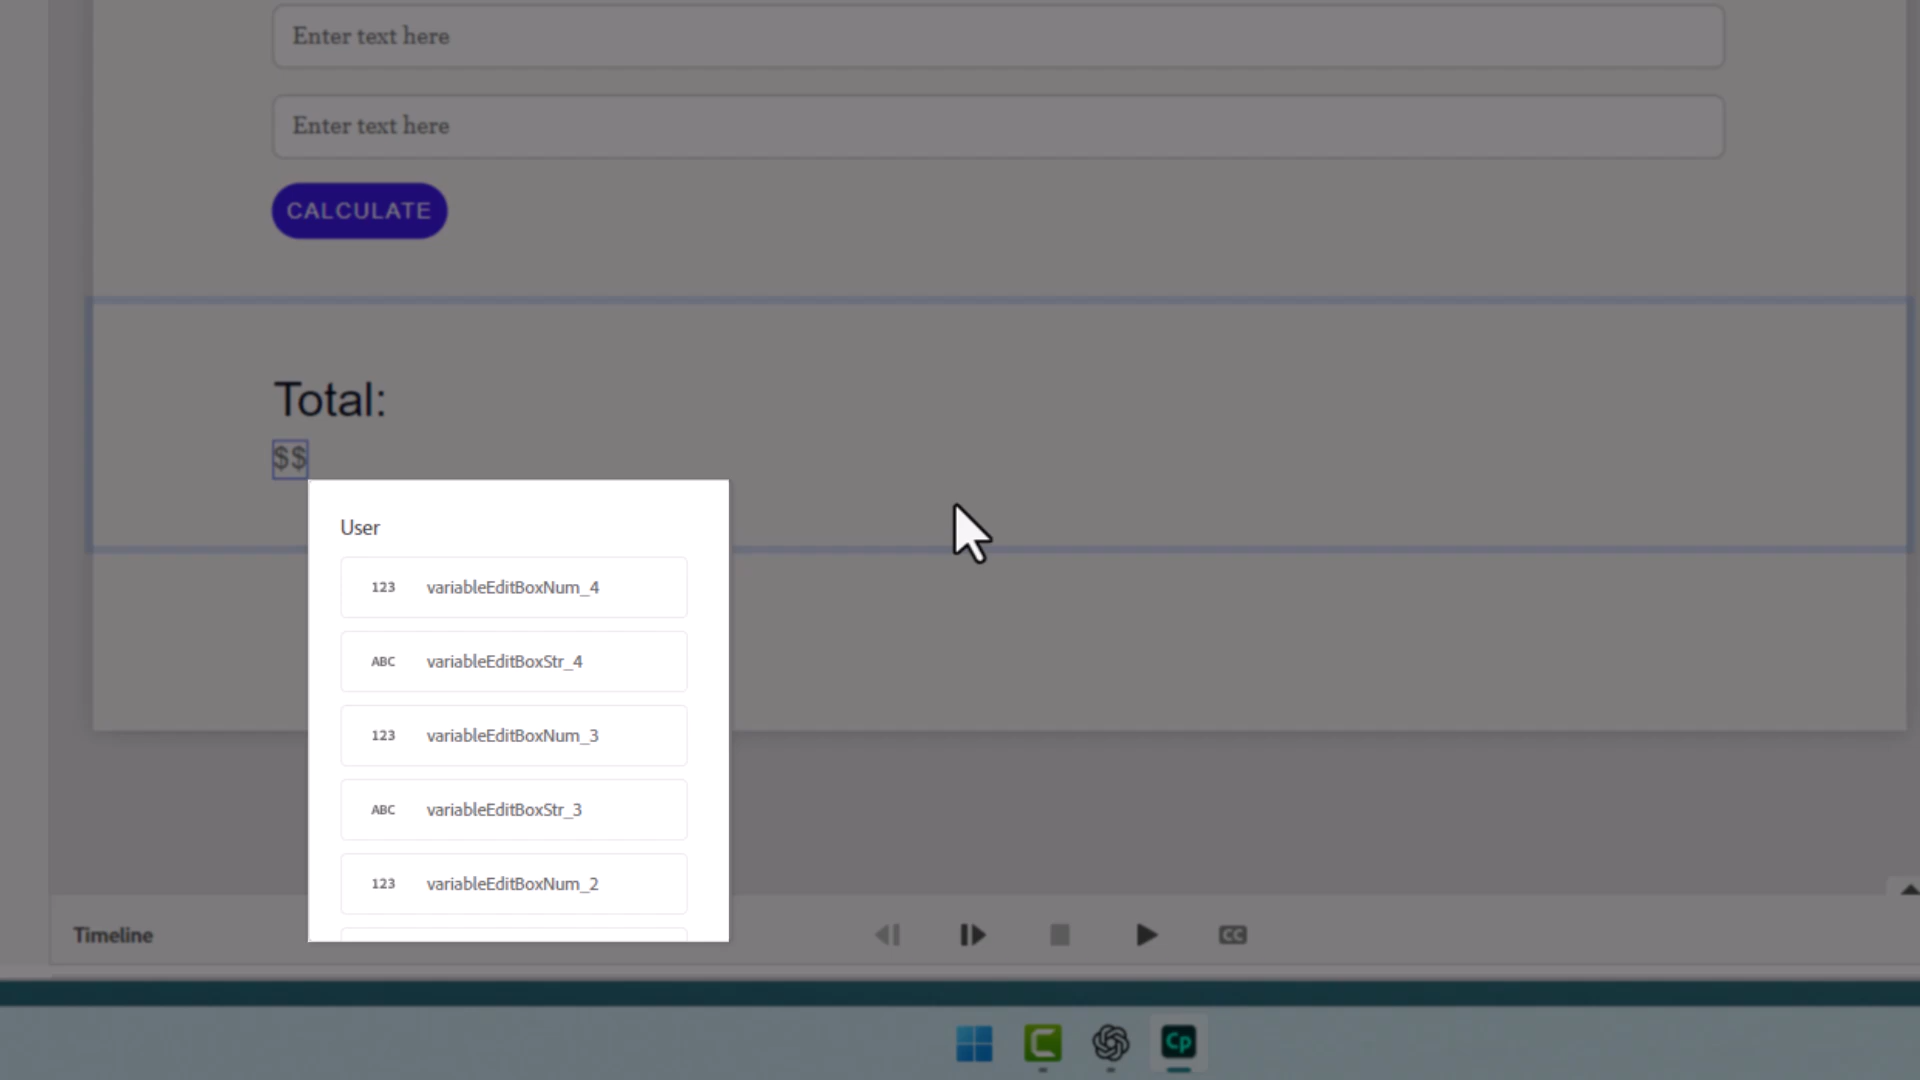 Enter text here
Enter text here
CALCULATE
Total:
$$
User
123 variableEditBoxNum_4
ABC variableEditBoxStr_4
123 variableEditBoxNum_3
ABC variableEditBoxStr_3
123 variableEditBoxNum_2
Timeline
CC
Cp